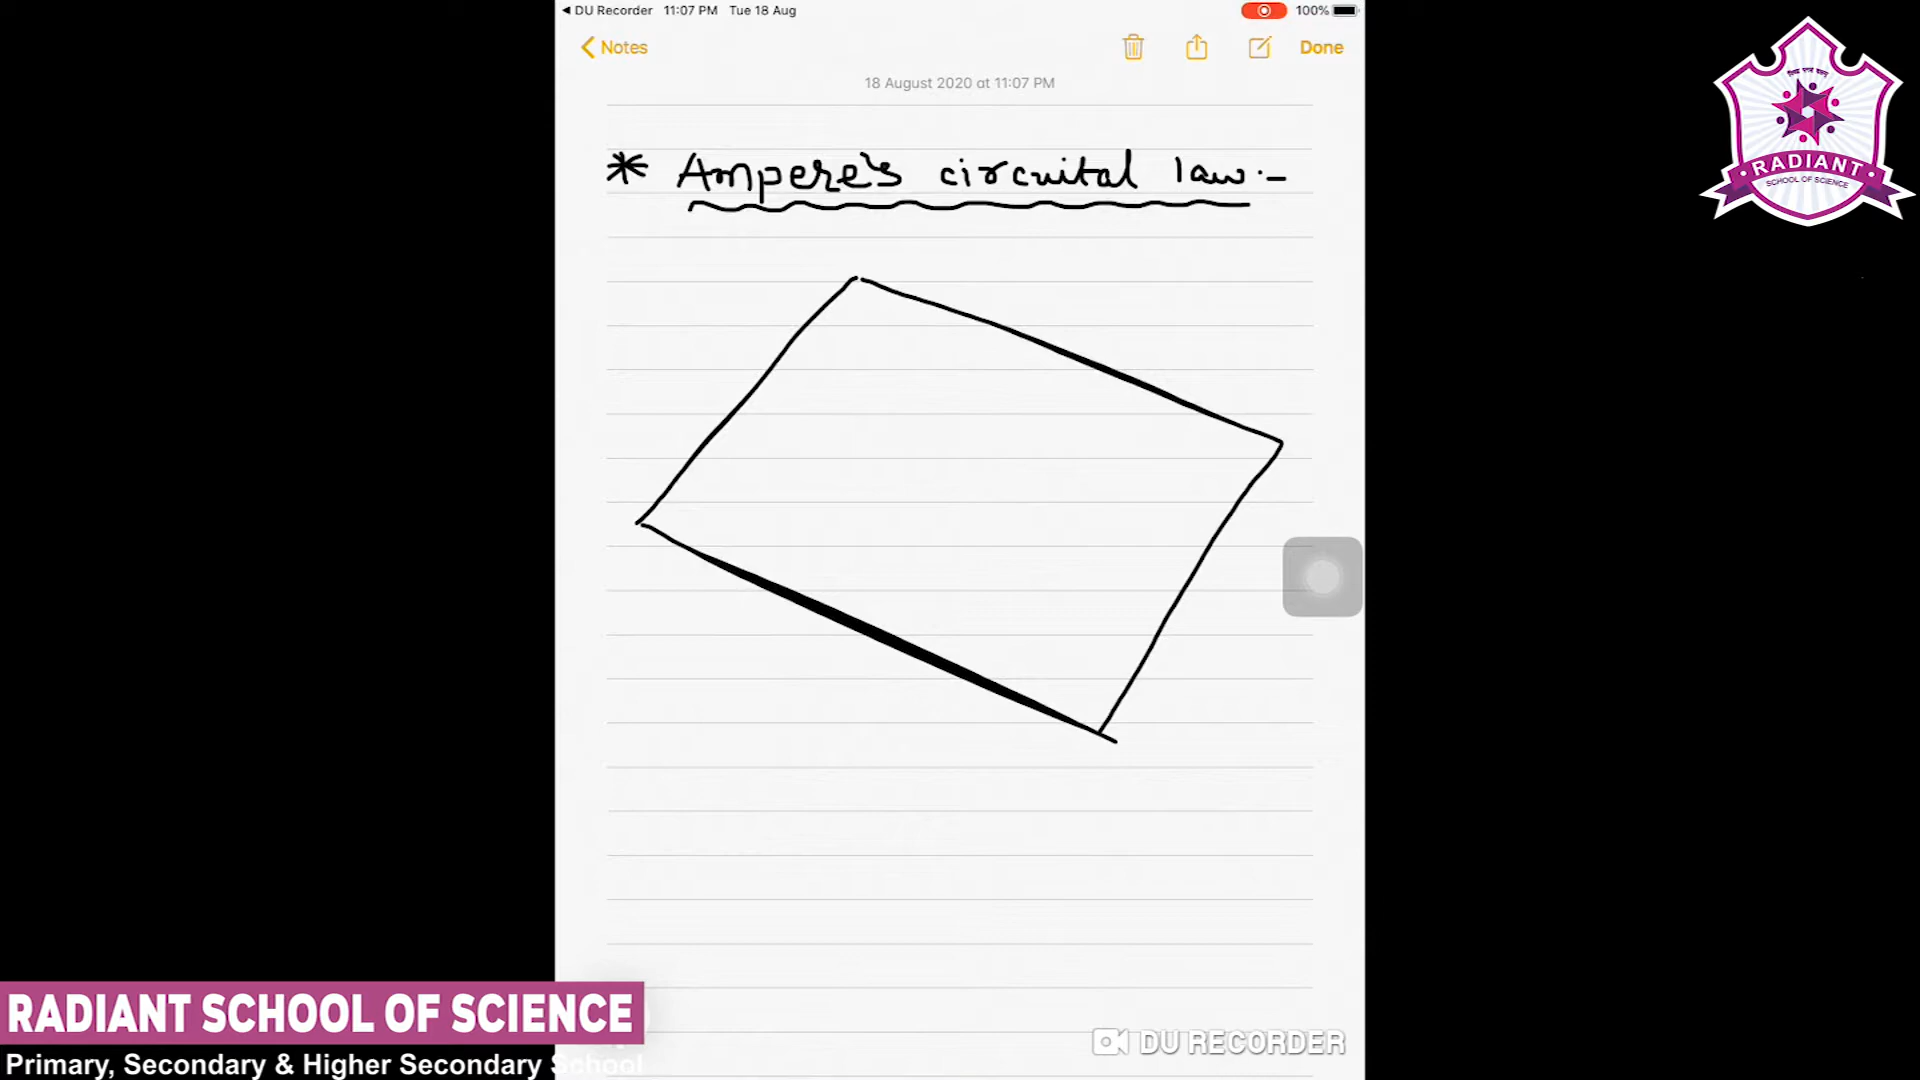 DU Recorder 11:07 PM Tue 18 Aug 100%
Notes Done
18 August 2020 at 11:07 PM
* Ampere's circuital law :-
RADIANT
SCHOOL OF SCIENCE
RADIANT SCHOOL OF SCIENCE
Primary, Secondary & Higher Secondary School
DU RECORDER